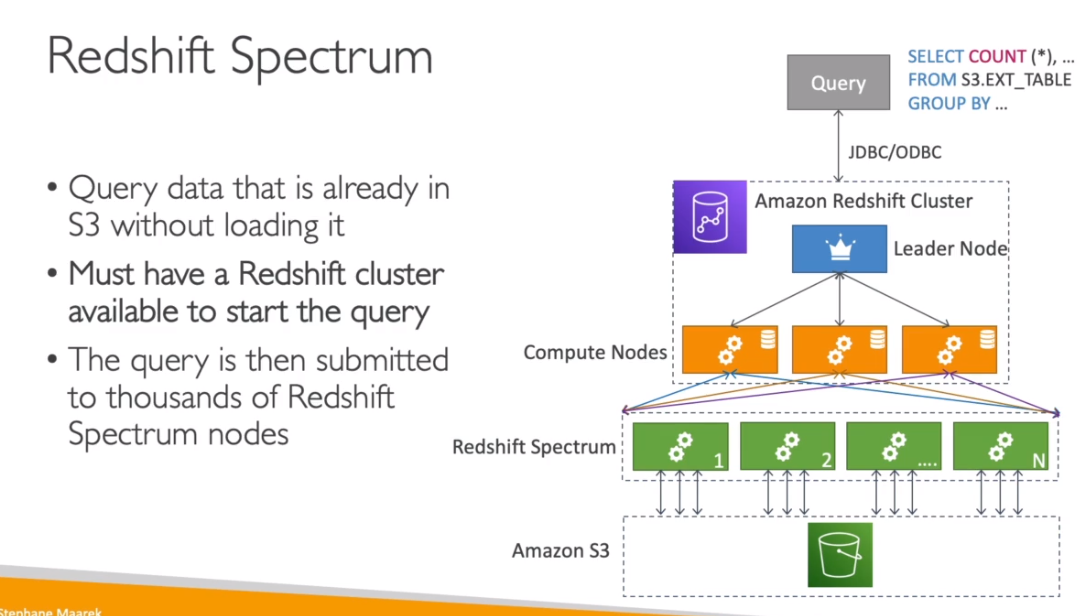 Redshift Spectrum
• Query data that is already in
S3 without loading it
• Must have a Redshift cluster
available to start the query
• The query is then submitted
to thousands of Redshift
Spectrum nodes
Query
SELECT COUNT (*), ...
FROM S3.EXT_TABLE
GROUP BY ...
JDBC/ODBC
Amazon Redshift Cluster
Leader Node
Compute Nodes
Redshift Spectrum
1
2
....
N
Amazon S3
Stephane Maarek